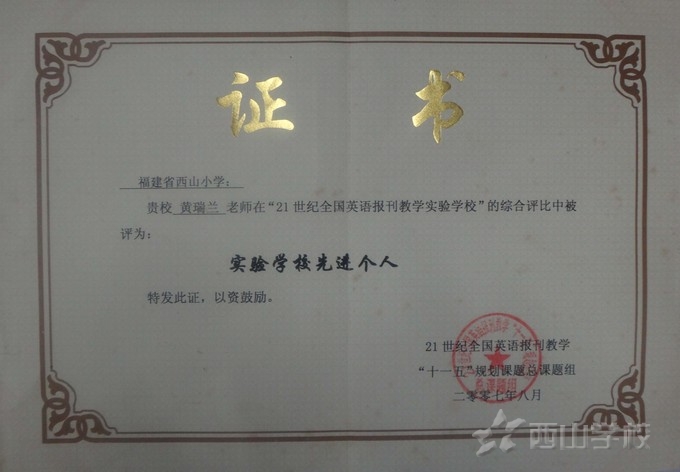 证书
福建省西山小学：
贵校 黄瑞兰 老师在“21世纪全国英语报刊教学实验学校”的综合评比中被
评为：
实验学校先进个人
特发此证，以资鼓励。
21世纪全国英语报刊教学
“十一五”规划课题总课题组
二零零七年八月
总课题组
西山学校